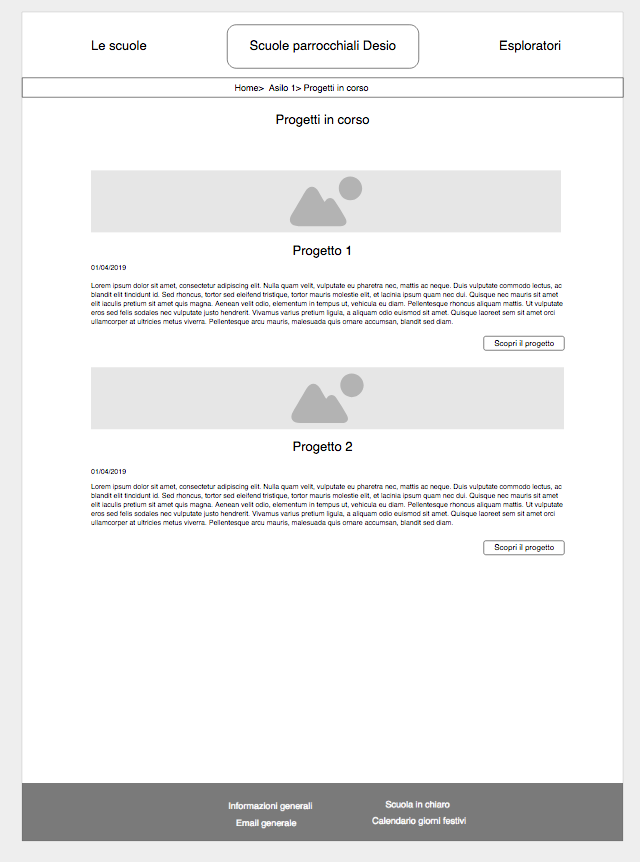 Le scuole
Scuole parrocchiali Desio
Esploratori
Home> Asilo 1> Progetti in corso
Progetti in corso
Progetto 1
01/04/2019
Lorem ipsum dolor sit amet, consectetur adipiscing elit. Nulla quam velit, vulputate eu pharetra nec, mattis ac neque. Duis vulputate commodo lectus, ac
blandit elit tincidunt id. Sed rhoncus, tortor sed eleifend tristique, tortor mauris molestie elit, et lacinia ipsum quam nec dui. Quisque nec mauris sit amet
elit iaculis pretium sit amet quis magna. Aenean velit odio, elementum in tempus ut, vehicula eu diam. Pellentesque rhoncus aliquam mattis. Ut vulputate
eros sed felis sodales nec vulputate justo hendrerit. Vivamus varius pretium ligula, a aliquam odio euismod sit amet. Quisque laoreet sem sit amet orci
ullamcorper at ultricies metus viverra. Pellentesque arcu mauris, malesuada quis ornare accumsan, blandit sed diam.
Scopri il progetto
Progetto 2
01/04/2019
Lorem ipsum dolor sit amet, consectetur adipiscing elit. Nulla quam velit, vulputate eu pharetra nec, mattis ac neque. Duis vulputate commodo lectus, ac
blandit elit tincidunt id. Sed rhoncus, tortor sed eleifend tristique, tortor mauris molestie elit, et lacinia ipsum quam nec dui. Quisque nec mauris sit amet
elit iaculis pretium sit amet quis magna. Aenean velit odio, elementum in tempus ut, vehicula eu diam. Pellentesque rhoncus aliquam mattis. Ut vulputate
eros sed felis sodales nec vulputate justo hendrerit. Vivamus varius pretium ligula, a aliquam odio euismod sit amet. Quisque laoreet sem sit amet orci
ullamcorper at ultricies metus viverra. Pellentesque arcu mauris, malesuada quis ornare accumsan, blandit sed diam.
Scopri il progetto
Informazioni generali
Scuola in chiaro
Email generale
Calendario giorni festivi